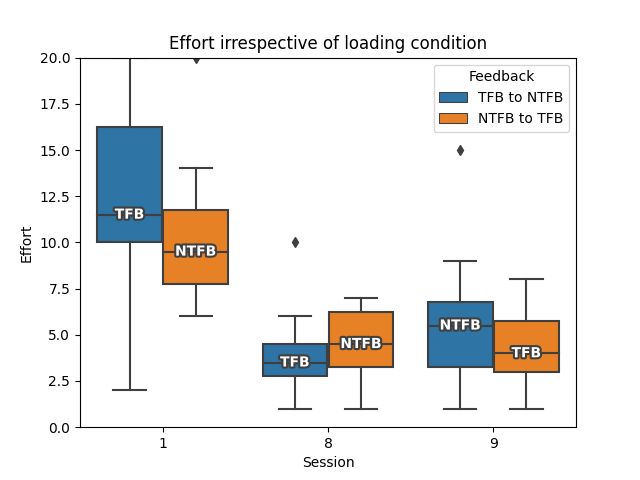 Effort irrespective of loading condition
Effort
20.0
17.5
15.0
12.5
10.0
7.5
5.0
2.5
0.0
Feedback
TFB to NTFB
NTFB to TFB
TFB
NTFB
TFB
NTFB
NTFB
TFB
1
8
9
Session